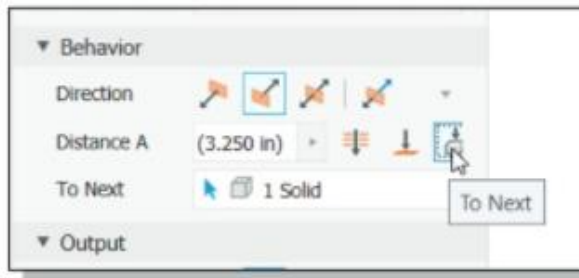 Behavior
Direction
Distance A (3.250 in)
To Next 1 Solid
To Next
Output